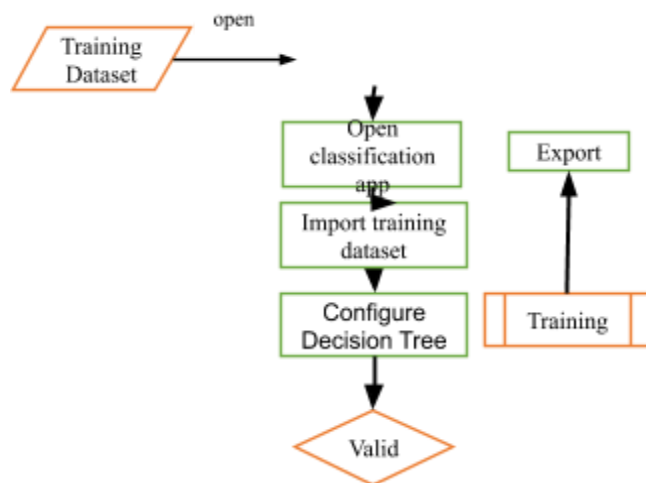 open
Training
Dataset
Open
classification
app
Export
Import training
dataset
Configure
Decision Tree
Training
Valid